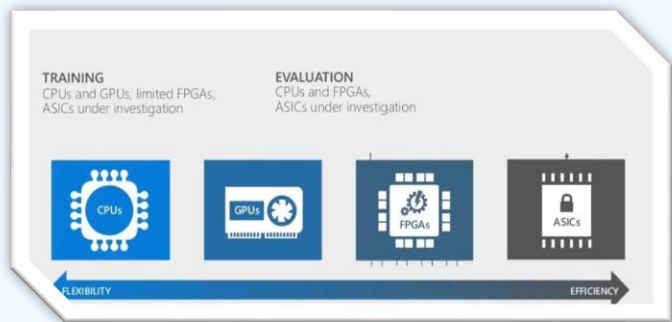 TRAINING
CPUs and GPUs, limited FPGAs,
ASICs under investigation
EVALUATION
CPUs and FPGAs,
ASICs under investigation
CPUs
GPUs
FPGAs
ASICs
FLEXIBILITY
EFFICIENCY